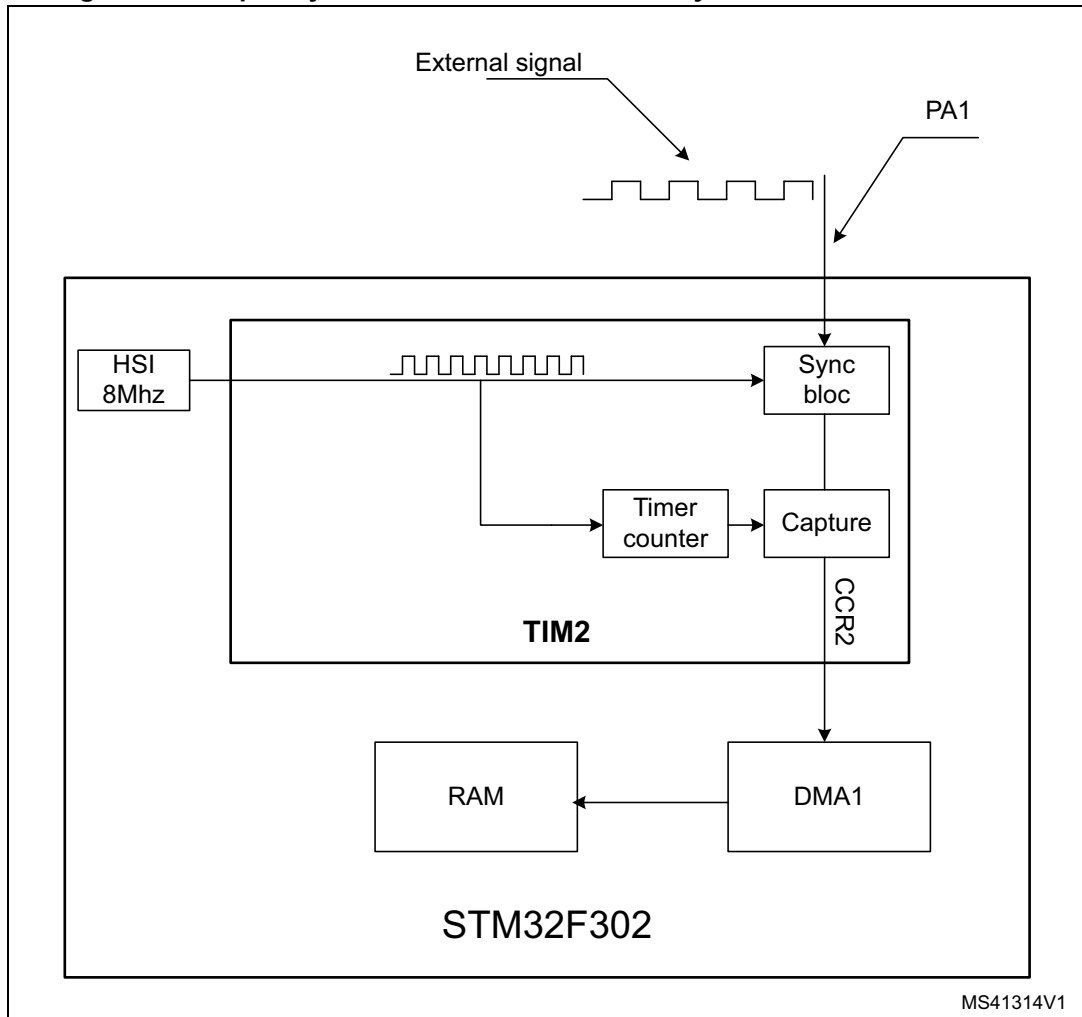 External signal
PA1
HSI
8Mhz
Sync
bloc
Timer
counter
Capture
CCR2
TIM2
RAM
DMA1
STM32F302
MS41314V1